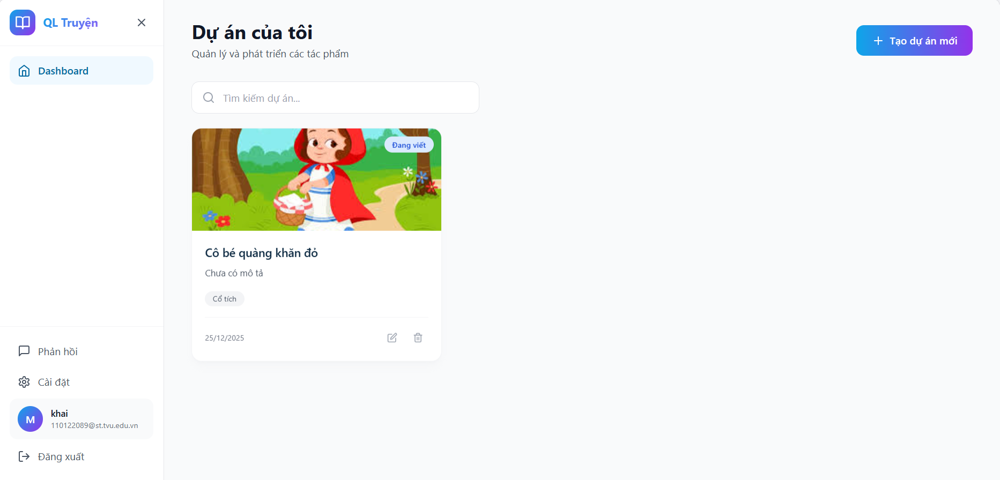 QL Truyện
Dashboard
Phản hồi
Cài đặt
M
khai
110122089@st.tvu.edu.vn
Đăng xuất
Dự án của tôi
Quản lý và phát triển các tác phẩm
Tạo dự án mới
Tìm kiếm dự án...
Đang viết
Cô bé quàng khăn đỏ
Chưa có mô tả
Cổ tích
25/12/2025